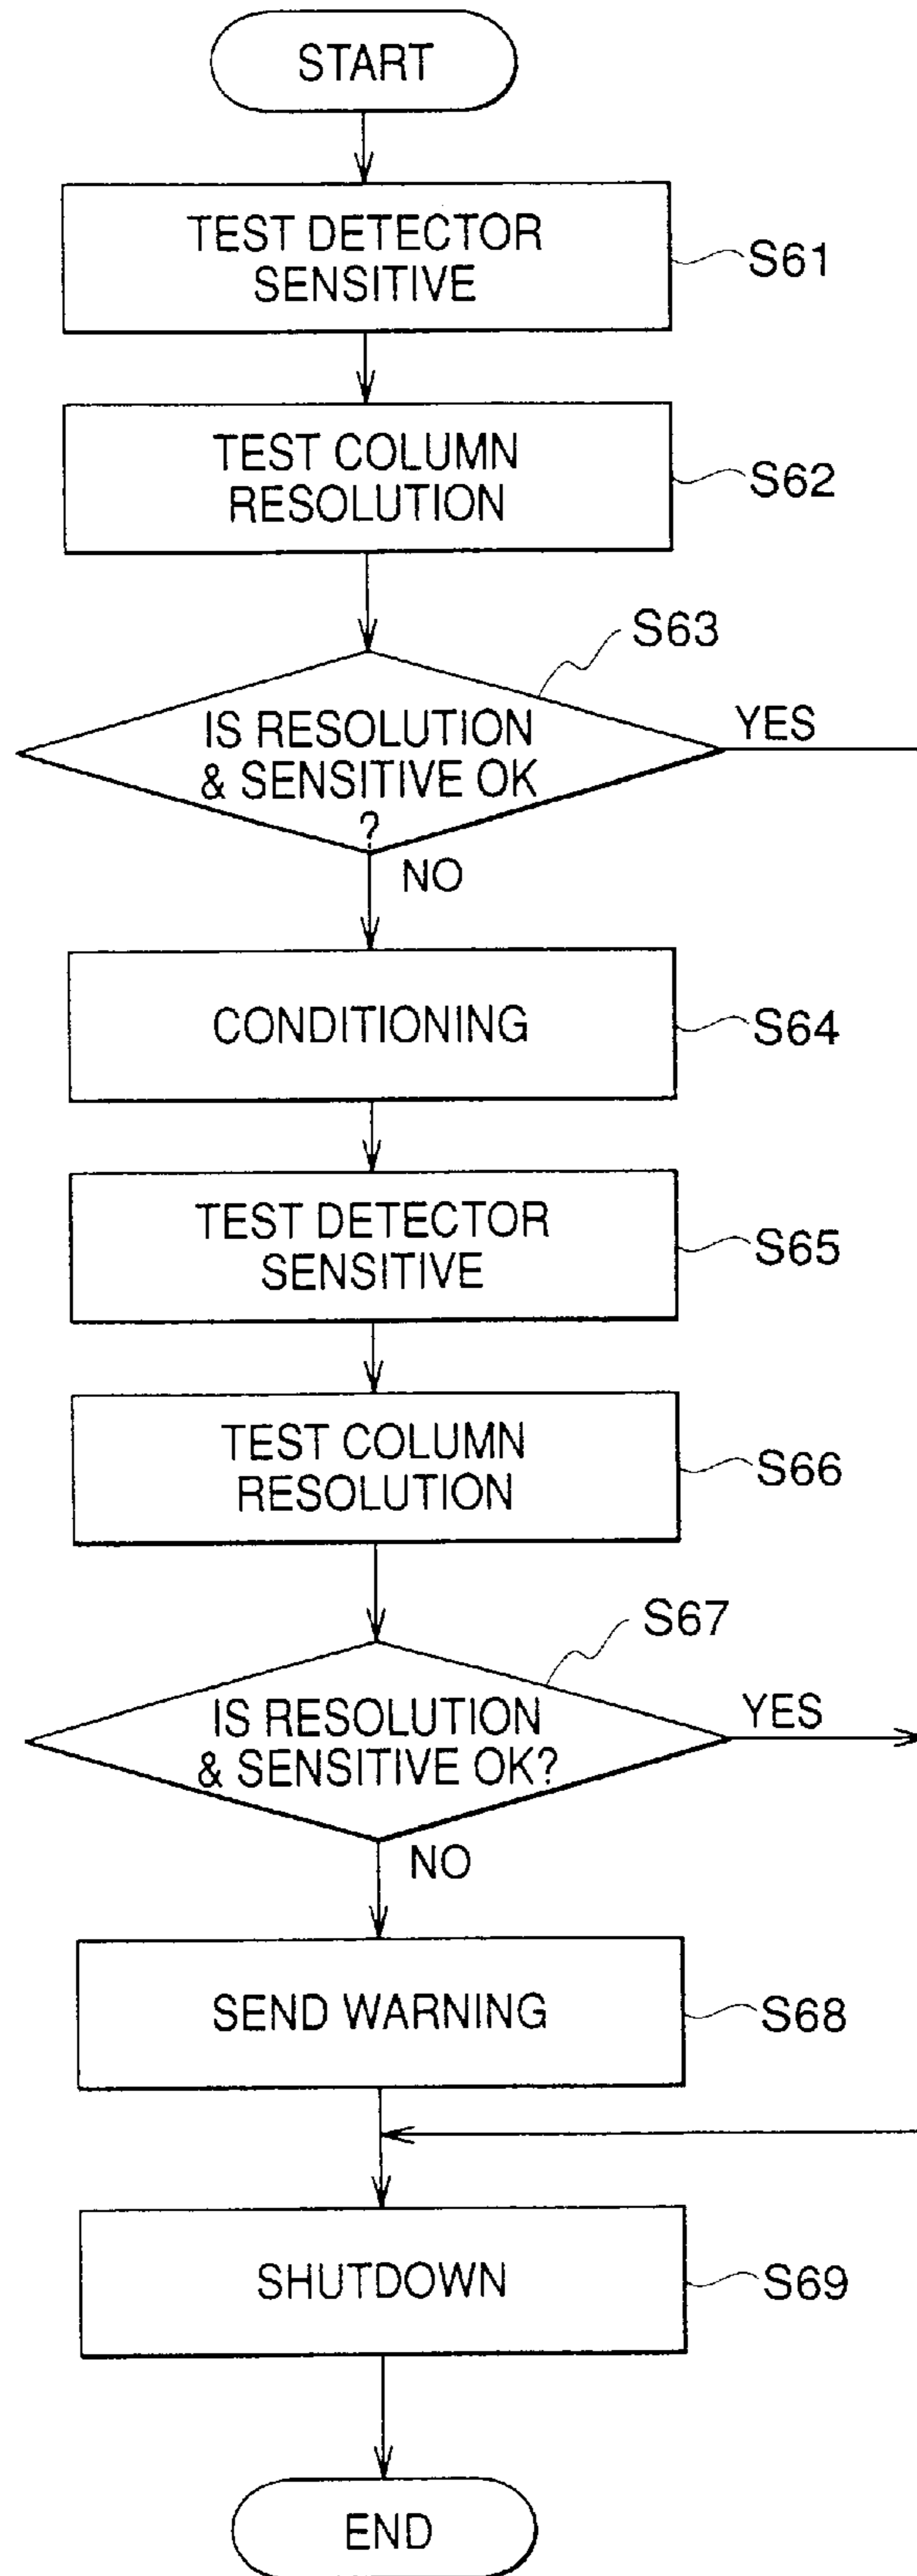 START
TEST DETECTOR
SENSITIVE
S61
TEST COLUMN
RESOLUTION
S62
S63
IS RESOLUTION
& SENSITIVE OK
?
YES
NO
CONDITIONING
S64
TEST DETECTOR
SENSITIVE
S65
TEST COLUMN
RESOLUTION
S66
S67
IS RESOLUTION
& SENSITIVE OK?
YES
NO
SEND WARNING
S68
SHUTDOWN
S69
END